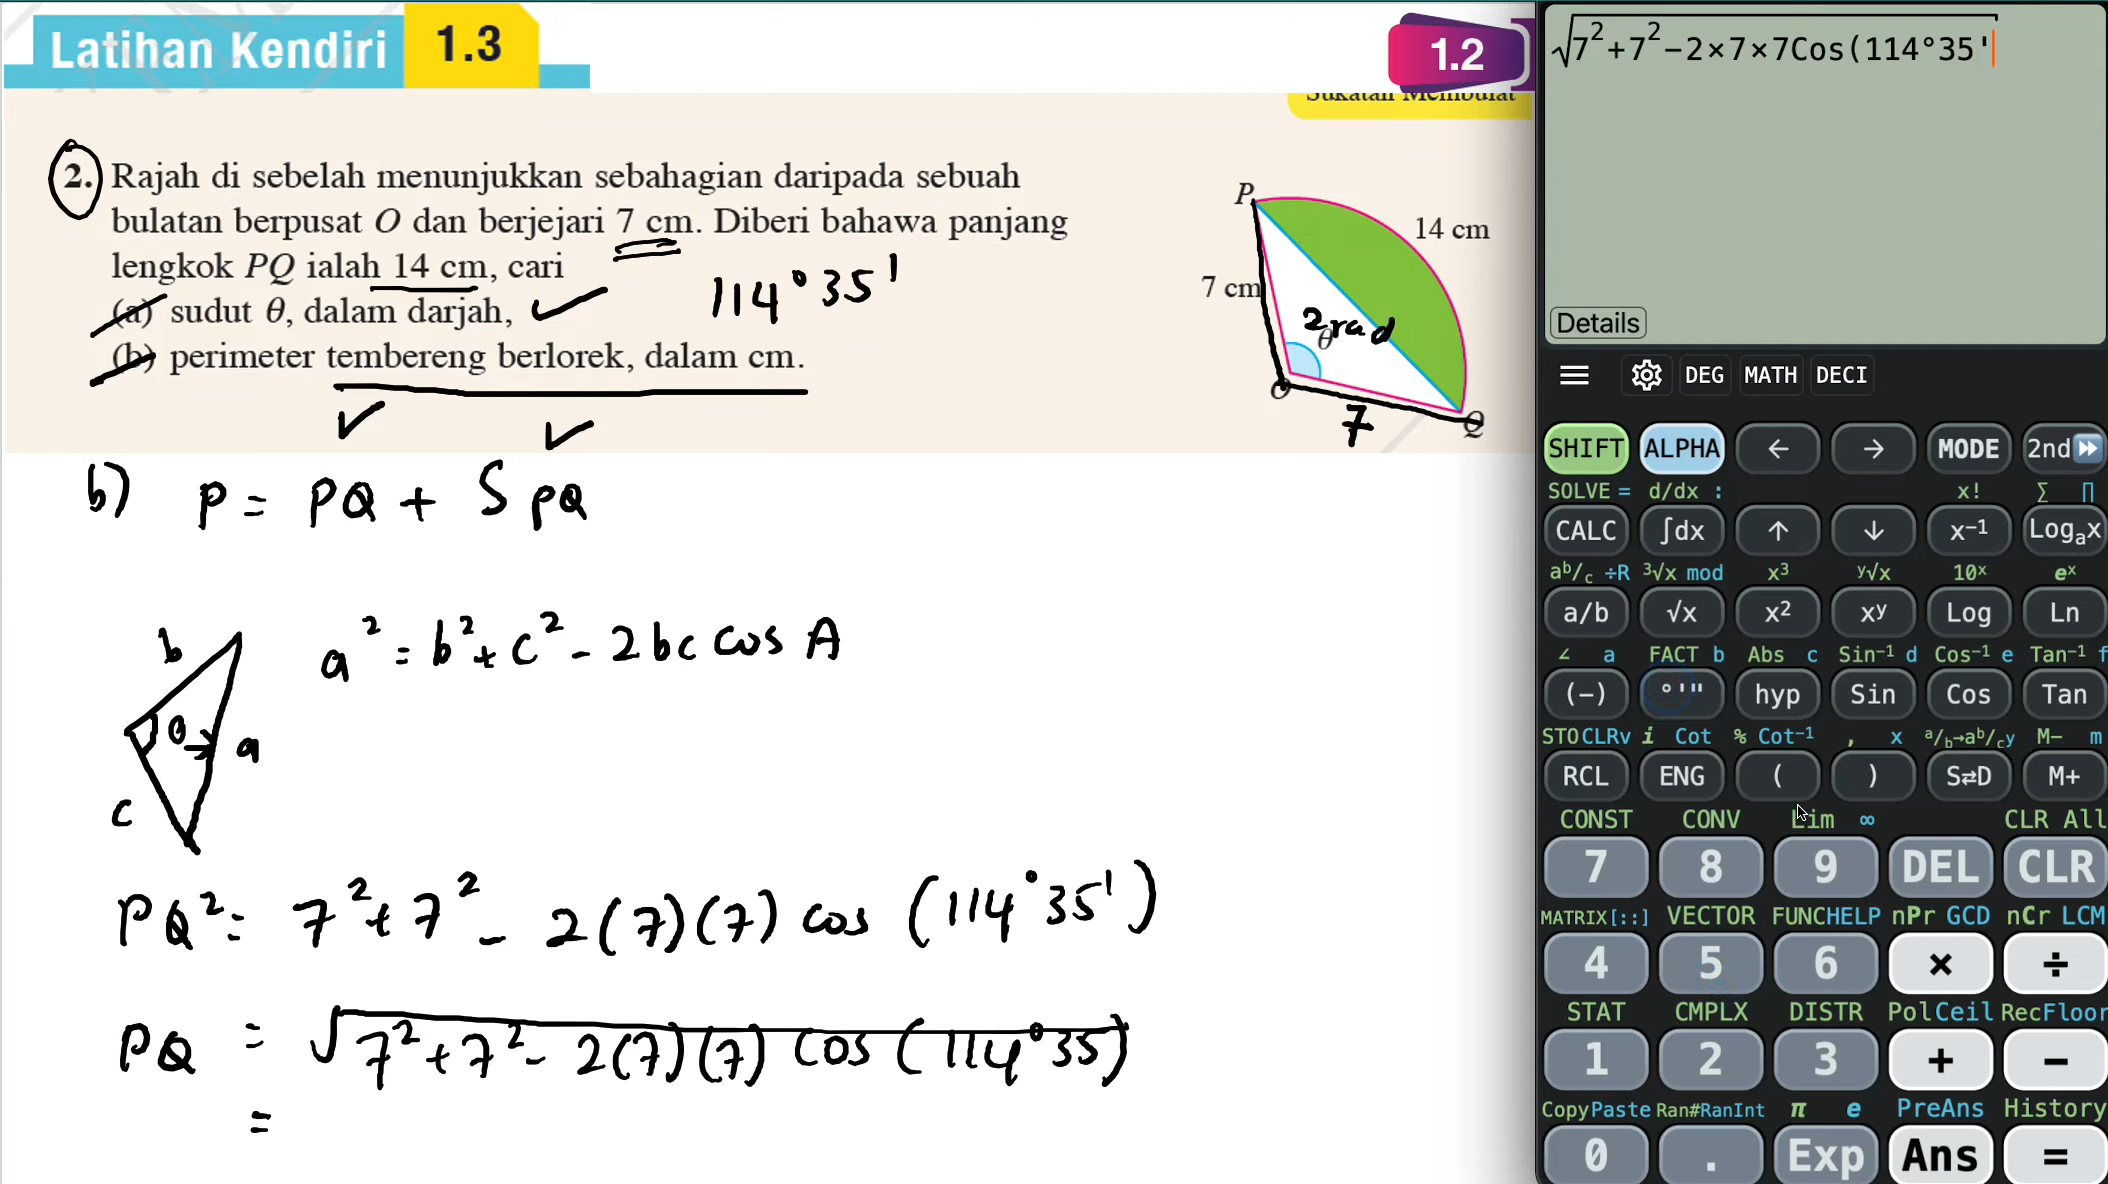 Latihan Kendiri 1.3
1.2
2. Rajah di sebelah menunjukkan sebahagian daripada sebuah
bulatan berpusat O dan berjejari 7 cm. Diberi bahawa panjang
lengkok PQ ialah 14 cm, cari
(a) sudut θ, dalam darjah,
114°35'
(b) perimeter tembereng berlorek, dalam cm.
P
14 cm
7 cm
2 rad
θ
O
7
Q
b) P = PQ + S PQ
a² = b² + c² - 2bc cos A
b
θ
a
c
PQ² = 7² + 7² - 2(7)(7) cos (114°35')
PQ = √7² + 7² - 2(7)(7) cos (114°35)
=
√7²+7²−2×7×7Cos(114°35'
Details
DEG MATH DECI
SHIFT ALPHA ← → MODE 2nd
SOLVE = d/dx : x! ∑ ∏
CALC ∫dx ↑ ↓ x⁻¹ Logₐx
aᵇ/c ÷R ³√x mod x³ ʸ√x 10ˣ eˣ
a/b √x x² xʸ Log Ln
∠ a FACT b Abs c Sin⁻¹ d Cos⁻¹ e Tan⁻¹ f
(−) °'" hyp Sin Cos Tan
STO CLRv i Cot % Cot⁻¹ , x a/b→aᵇ/c y M− m
RCL ENG ( ) S⇄D M+
CONST CONV Lim ∞ CLR All
7 8 9 DEL CLR
MATRIX[::] VECTOR FUNC HELP nPr GCD nCr LCM
4 5 6 × ÷
STAT CMPLX DISTR Pol Ceil Rec Floor
1 2 3 + −
Copy Paste Ran# RanInt π e PreAns History
0 . Exp Ans =